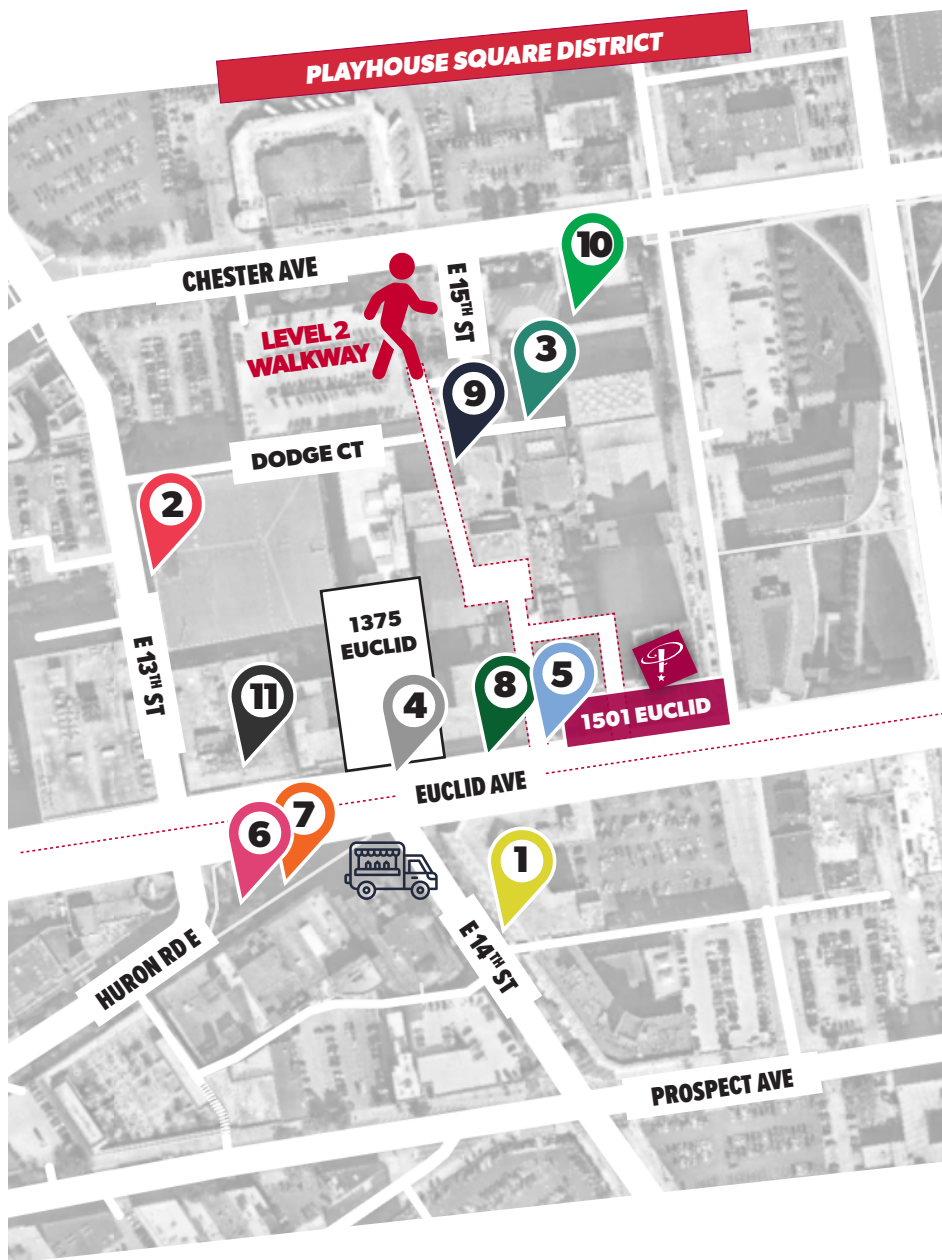 PLAYHOUSE SQUARE DISTRICT
10
CHESTER AVE
E 15TH ST
LEVEL 2
WALKWAY
3
9
DODGE CT
2
1375
EUCLID
E 13TH ST
11
4
8
5
1501 EUCLID
EUCLID AVE
6
7
1
E 14TH ST
HURON RD E
PROSPECT AVE